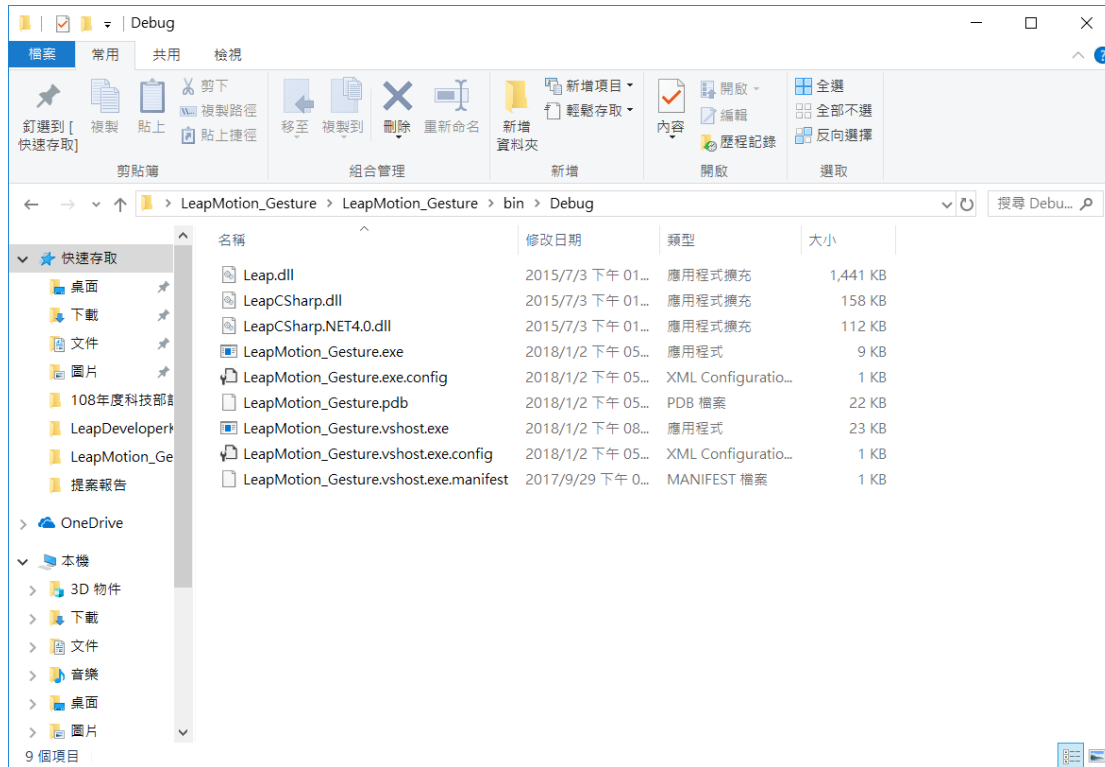 Debug
檔案 常用 共用 檢視
釘選到 [快速存取] 複製 貼上 剪下 複製路徑 貼上捷徑 移至 複製到 刪除 重新命名 新增資料夾 新增項目 輕鬆存取 內容 開啟 編輯 歷程記錄 全選 全部不選 反向選擇
剪貼簿 組合管理 新增 開啟 選取
LeapMotion_Gesture > LeapMotion_Gesture > bin > Debug 搜尋 Debu...
名稱 修改日期 類型 大小
Leap.dll 2015/7/3 下午 01... 應用程式擴充 1,441 KB
LeapCSharp.dll 2015/7/3 下午 01... 應用程式擴充 158 KB
LeapCSharp.NET4.0.dll 2015/7/3 下午 01... 應用程式擴充 112 KB
LeapMotion_Gesture.exe 2018/1/2 下午 05... 應用程式 9 KB
LeapMotion_Gesture.exe.config 2018/1/2 下午 05... XML Configuratio... 1 KB
LeapMotion_Gesture.pdb 2018/1/2 下午 05... PDB 檔案 22 KB
LeapMotion_Gesture.vshost.exe 2018/1/2 下午 08... 應用程式 23 KB
LeapMotion_Gesture.vshost.exe.config 2018/1/2 下午 05... XML Configuratio... 1 KB
LeapMotion_Gesture.vshost.exe.manifest 2017/9/29 下午 0... MANIFEST 檔案 1 KB
快速存取
桌面
下載
文件
圖片
108年度科技部
LeapDeveloper
LeapMotion_Ge
提案報告
OneDrive
本機
3D 物件
下載
文件
音樂
桌面
圖片
9 個項目